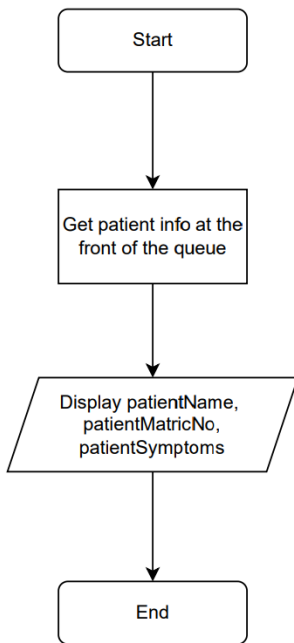 Start
Get patient info at the
front of the queue
Display patientName,
patientMatricNo,
patientSymptoms
End